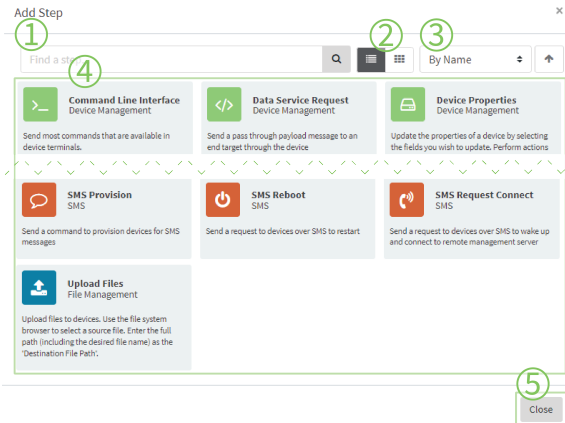 Add Step
×
1
2
3
Find a step
By Name
4
>_
Command Line Interface
Device Management
Send most commands that are available in
device terminals.
</>
Data Service Request
Device Management
Send a pass through payload message to an
end target through the device
Device Properties
Device Management
Update the properties of a device by selecting
the fields you wish to update. Perform actions
SMS Provision
SMS
Send a command to provision devices for SMS
messages
SMS Reboot
SMS
Send a request to devices over SMS to restart
SMS Request Connect
SMS
Send a request to devices over SMS to wake up
and connect to remote management server
Upload Files
File Management
Upload files to devices. Use the file system
browser to select a source file. Enter the full
path (including the desired file name) as the
'Destination File Path'.
5
Close